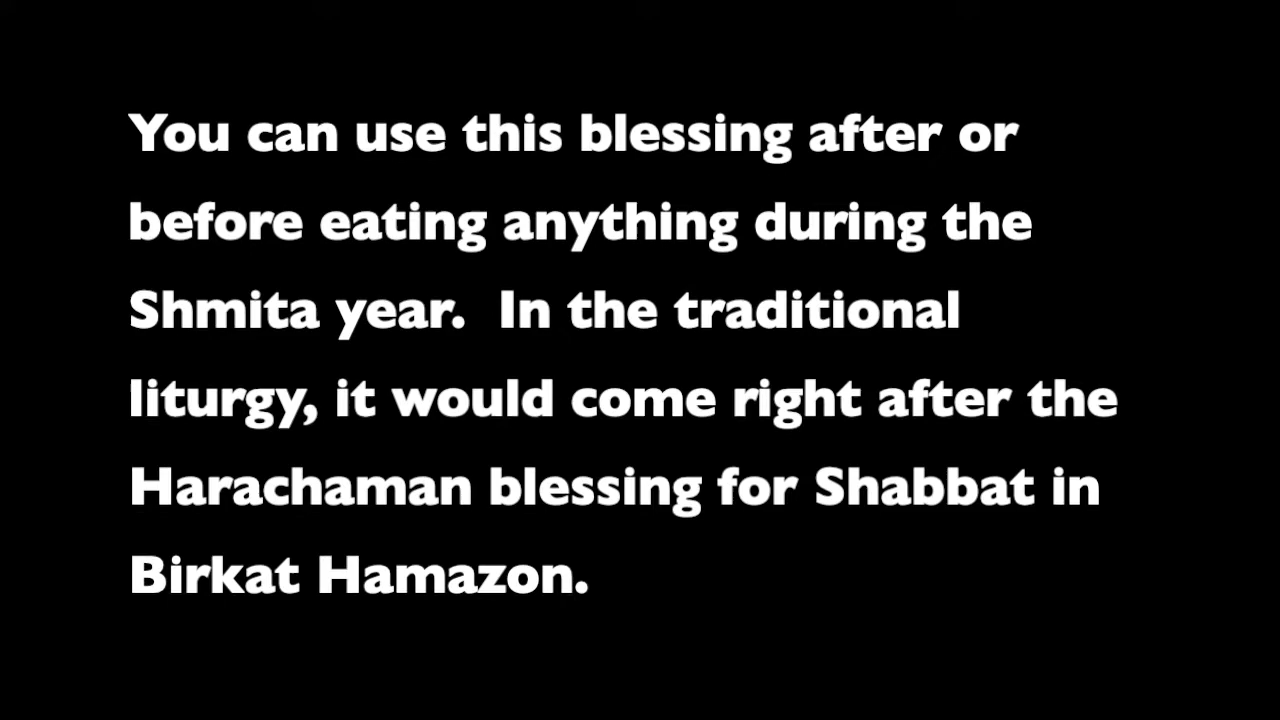 You can use this blessing after or
before eating anything during the
Shmita year.  In the traditional
liturgy, it would come right after the
Harachaman blessing for Shabbat in
Birkat Hamazon.